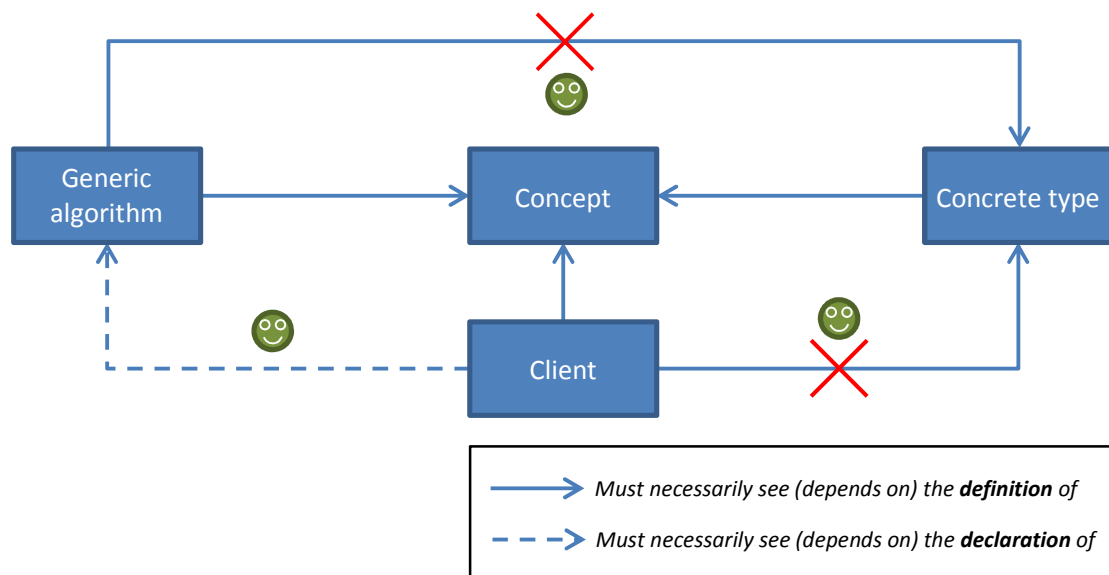 Generic
algorithm
Concept
Concrete type
Client
Must necessarily see (depends on) the definition of
Must necessarily see (depends on) the declaration of